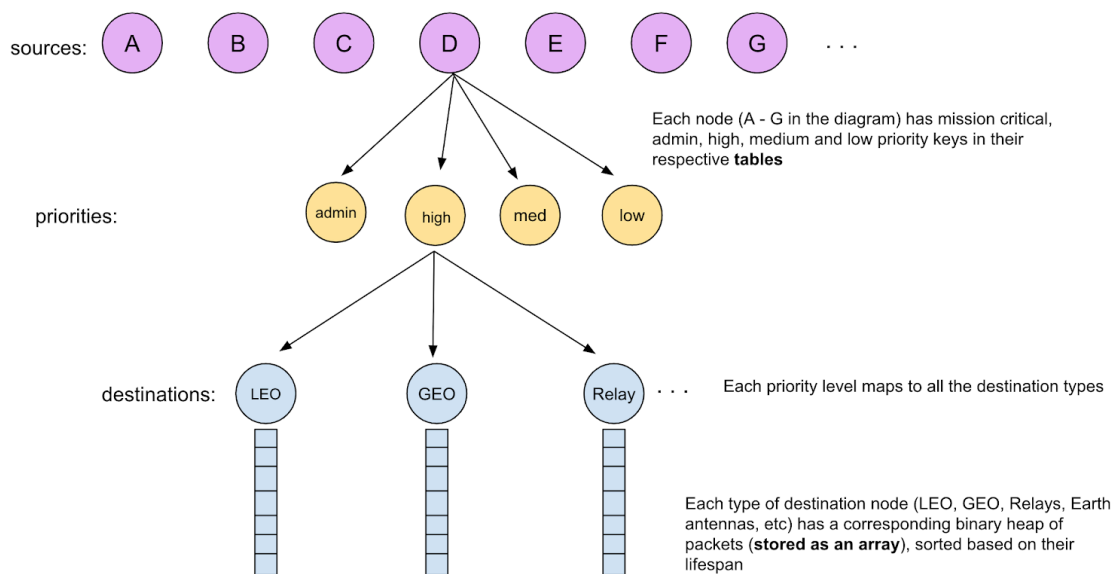 sources: A B C D E F G . . .
Each node (A - G in the diagram) has mission critical,
admin, high, medium and low priority keys in their
respective tables
priorities: admin high med low
destinations: LEO GEO Relay . . . Each priority level maps to all the destination types
Each type of destination node (LEO, GEO, Relays, Earth
antennas, etc) has a corresponding binary heap of
packets (stored as an array), sorted based on their
lifespan